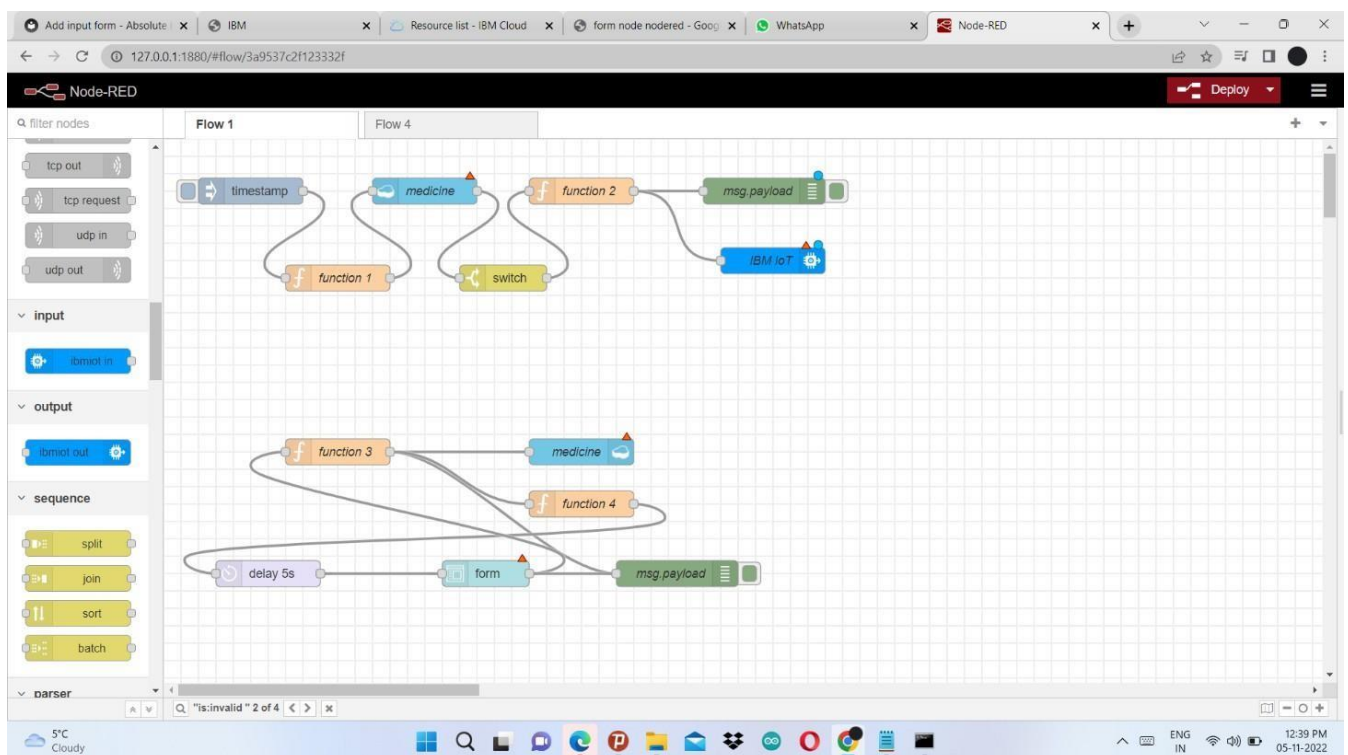 Add input form - Absolute
IBM
Resource list - IBM Cloud
form node nodered - Goog
WhatsApp
Node-RED
127.0.0.1:1880/#flow/3a9537c2f123332f
Node-RED
Deploy
filter nodes
Flow 1
Flow 4
tcp out
tcp request
udp in
udp out
input
ibmiot in
output
ibmiot out
sequence
split
join
sort
batch
parser
timestamp
medicine
function 2
msg.payload
IBM IoT
function 1
switch
function 3
medicine
function 4
delay 5s
form
msg.payload
"is:invalid " 2 of 4
5°C
Cloudy
ENG
IN
12:39 PM
05-11-2022